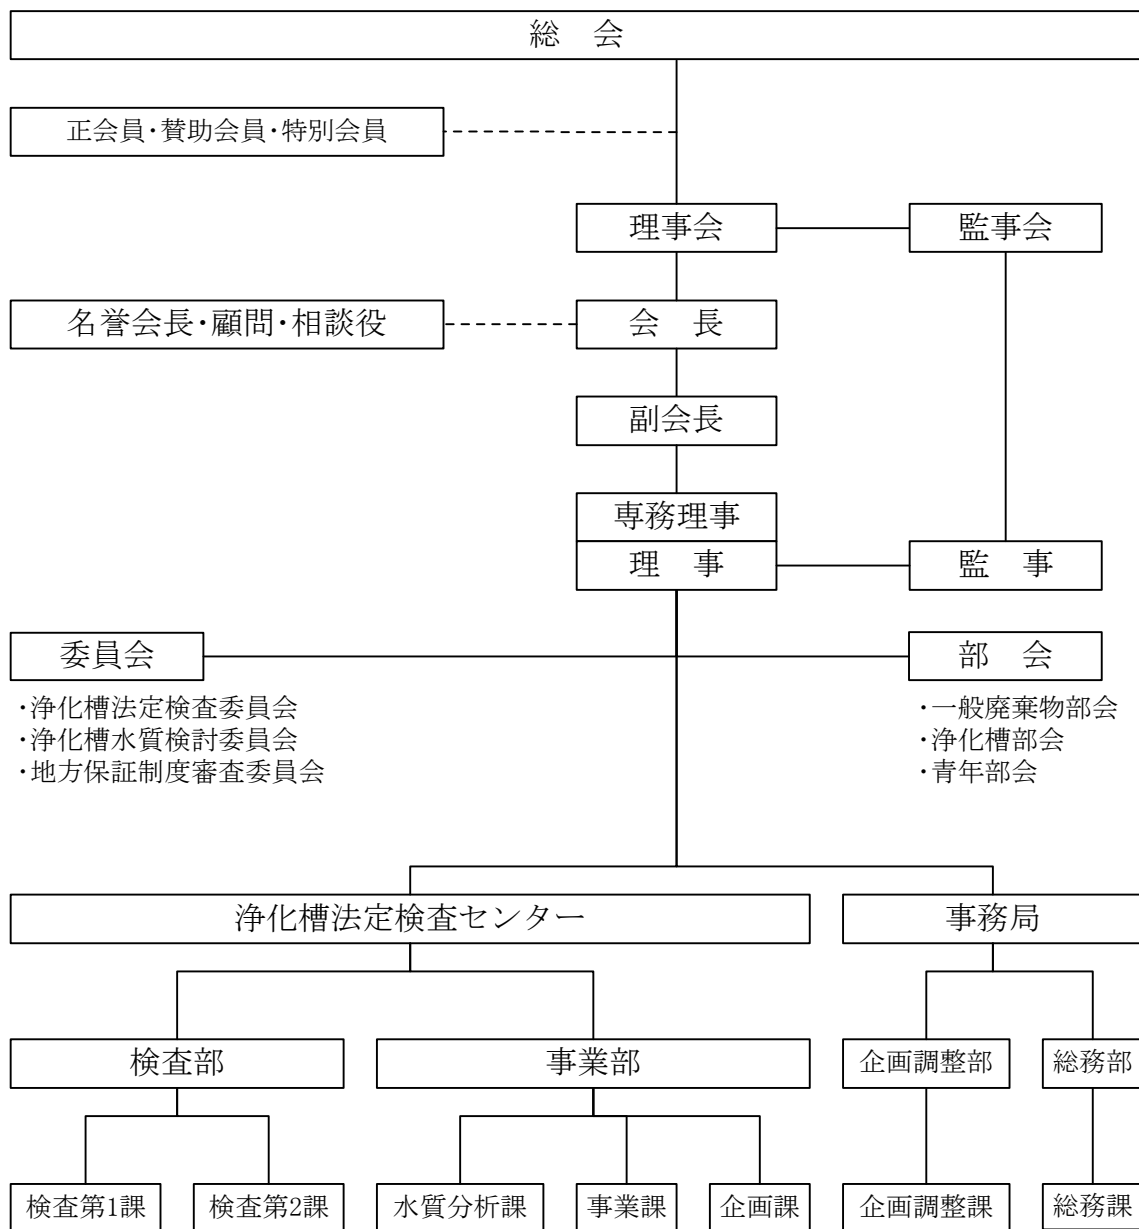 総　会
正会員･賛助会員･特別会員
理事会
監事会
名誉会長･顧問･相談役
会　長
副会長
専務理事
理　事
監　事
委員会
部　会
･浄化槽法定検査委員会
･浄化槽水質検討委員会
･地方保証制度審査委員会
･一般廃棄物部会
･浄化槽部会
･青年部会
浄化槽法定検査センター
事務局
検査部
事業部
企画調整部
総務部
検査第1課
検査第2課
水質分析課
事業課
企画課
企画調整課
総務課